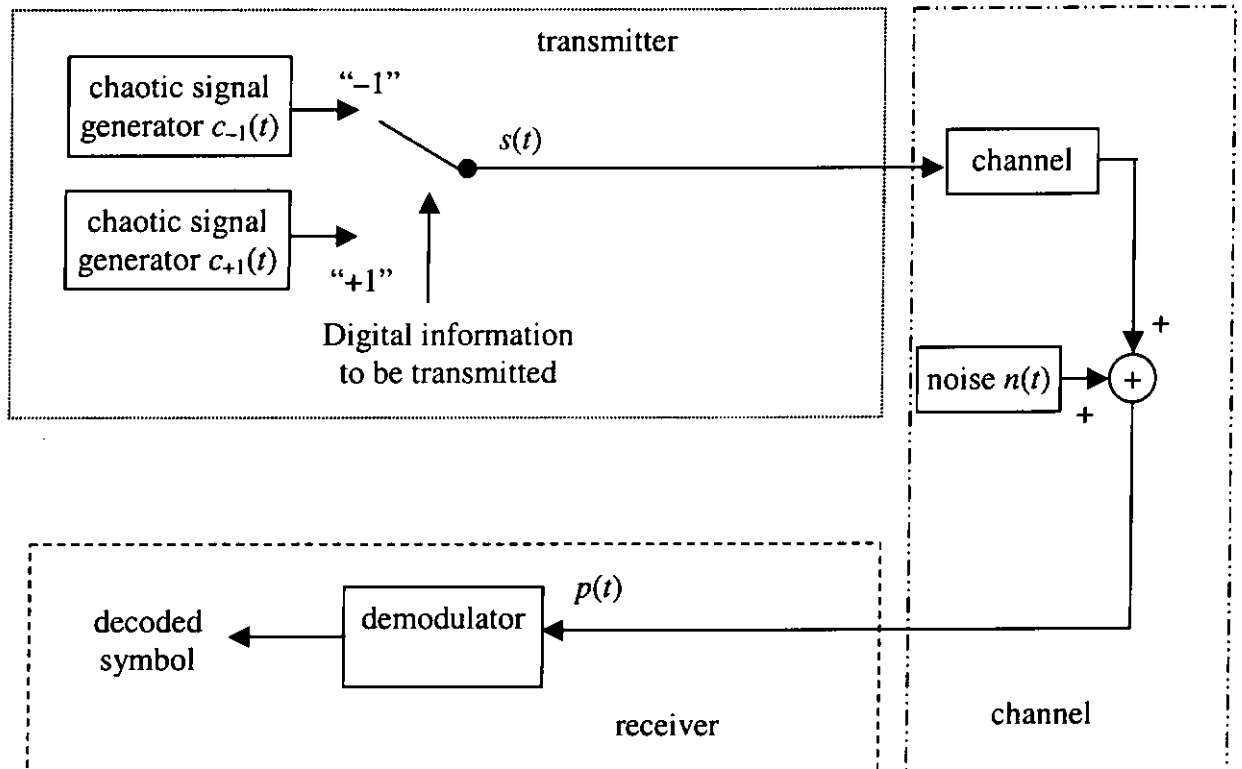 transmitter
chaotic signal
generator c₋₁(t)
“–1”
s(t)
channel
chaotic signal
generator c₊₁(t)
“+1”
Digital information
to be transmitted
+
noise n(t)
+
+
p(t)
demodulator
decoded
symbol
receiver
channel